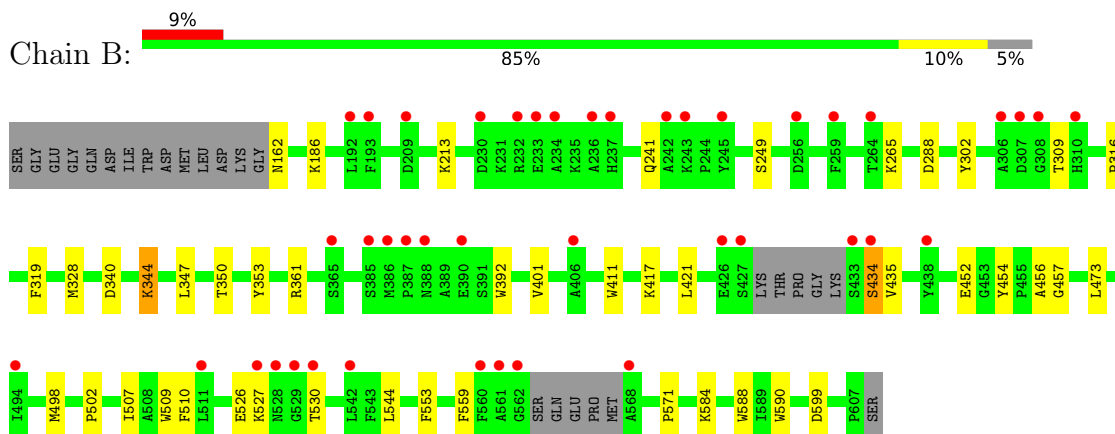 9%
Chain B:
85% 10% 5%
SER GLY GLU GLY GLN ASP ILE TRP ASP MET LEU ASP LYS GLY N162 K186 L192 F193 D209 K213 D230 K231 R232 E233 A234 K235 A236 H237 Q241 A242 K243 P244 Y245 S249 D256 F259 T264 K265 D288 Y302 A306 D307 G308 T309 H310
F319 M328 D340 K344 L347 T350 Y353 R361 S365 S385 M386 P387 N388 A389 E390 S391 W392 V401 A406 W411 K417 L421 E426 S427 LYS THR PRO GLY LYS S433 S434 V435 Y438 E452 G453 Y454 P455 A456 G457 L473
I494 M498 P502 I507 A508 W509 F510 L511 E526 K527 N528 G529 T530 L542 F543 L544 F553 F559 F560 A561 G562 SER GLN GLU PRO MET A568 P571 K584 W588 I589 W590 D599 P607 SER